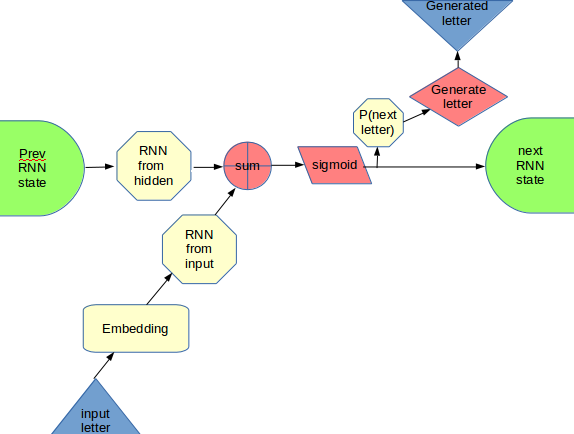 Generated
letter
Generate
letter
P(next
letter)
Prev
RNN
state
RNN
from
hidden
sum
sigmoid
next
RNN
state
RNN
from
input
Embedding
input
letter